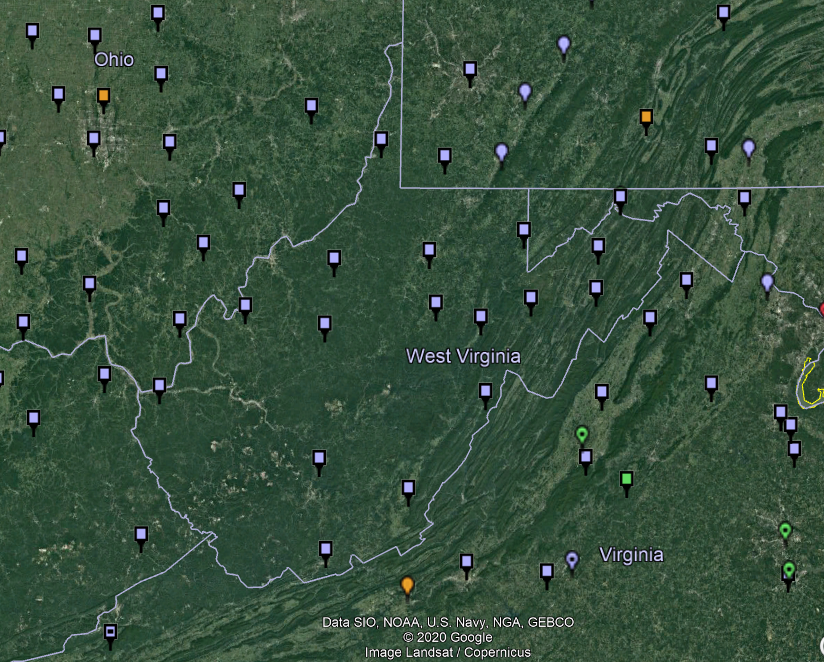 Ohio
West Virginia
Virginia
Data SIO, NOAA, U.S. Navy, NGA, GEBCO
© 2020 Google
Image Landsat / Copernicus